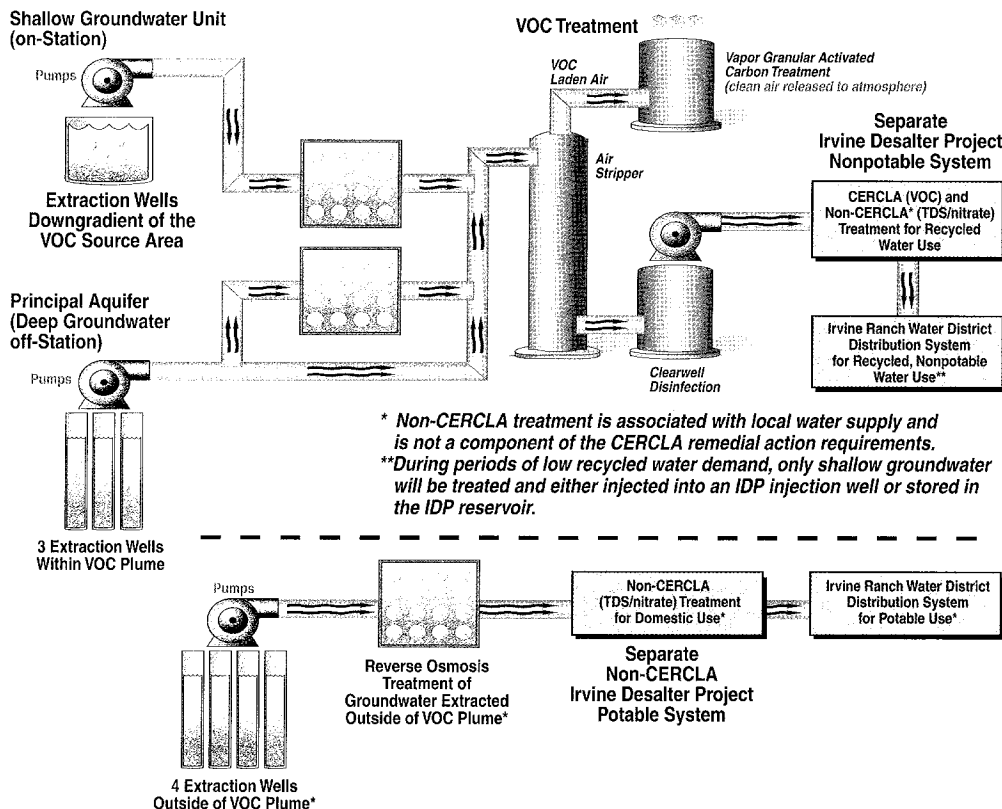 Shallow Groundwater Unit
(on-Station)
Pumps
Extraction Wells
Downgradient of the
VOC Source Area
Principal Aquifer
(Deep Groundwater
off-Station)
Pumps
3 Extraction Wells
Within VOC Plume
VOC Treatment
VOC
Laden Air
Vapor Granular Activated
Carbon Treatment
(clean air released to atmosphere)
Air
Stripper
Clearwell
Disinfection
Separate
Irvine Desalter Project
Nonpotable System
CERCLA (VOC) and
Non-CERCLA* (TDS/nitrate)
Treatment for Recycled
Water Use
Irvine Ranch Water District
Distribution System
for Recycled, Nonpotable
Water Use**
* Non-CERCLA treatment is associated with local water supply and
is not a component of the CERCLA remedial action requirements.
**During periods of low recycled water demand, only shallow groundwater
will be treated and either injected into an IDP injection well or stored in
the IDP reservoir.
Pumps
4 Extraction Wells
Outside of VOC Plume*
Reverse Osmosis
Treatment of
Groundwater Extracted
Outside of VOC Plume*
Non-CERCLA
(TDS/nitrate) Treatment
for Domestic Use*
Separate
Non-CERCLA
Irvine Desalter Project
Potable System
Irvine Ranch Water District
Distribution System
for Potable Use*